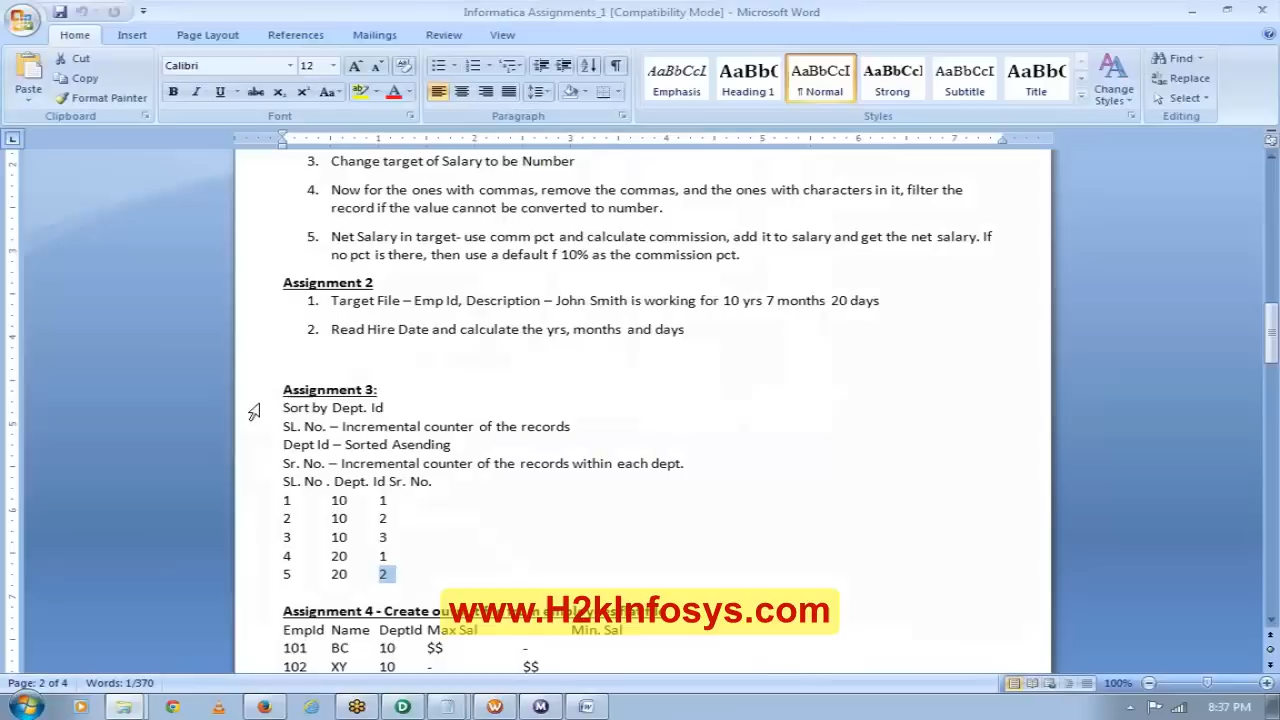 Informatica Assignments_1 [Compatibility Mode] - Microsoft Word
Home Insert Page Layout References Mailings Review View
Paste
Cut
Copy
Format Painter
Clipboard
Calibri 12
B I U abc x₂ x² Aa A
Font
Paragraph
AaBbCcI AaBbC AaBbCcI AaBbCcI AaBbCcI AaBbC
Emphasis Heading 1 ¶ Normal Strong Subtitle Title
Change Styles
Styles
Find
Replace
Select
Editing
3. Change target of Salary to be Number
4. Now for the ones with commas, remove the commas, and the ones with characters in it, filter the
record if the value cannot be converted to number.
5. Net Salary in target- use comm pct and calculate commission, add it to salary and get the net salary. If
no pct is there, then use a default f 10% as the commission pct.
Assignment 2
1. Target File – Emp Id, Description – John Smith is working for 10 yrs 7 months 20 days
2. Read Hire Date and calculate the yrs, months and days
Assignment 3:
Sort by Dept. Id
SL. No. – Incremental counter of the records
Dept Id – Sorted Asending
Sr. No. – Incremental counter of the records within each dept.
SL. No . Dept. Id Sr. No.
1 10 1
2 10 2
3 10 3
4 20 1
5 20 2
www.H2kInfosys.com
Assignment 4 - Create
EmpId Name DeptId Max Sal Min. Sal
101 BC 10 $$ -
102 XY 10 - $$
Page: 2 of 4 Words: 1/370 100%
8:37 PM